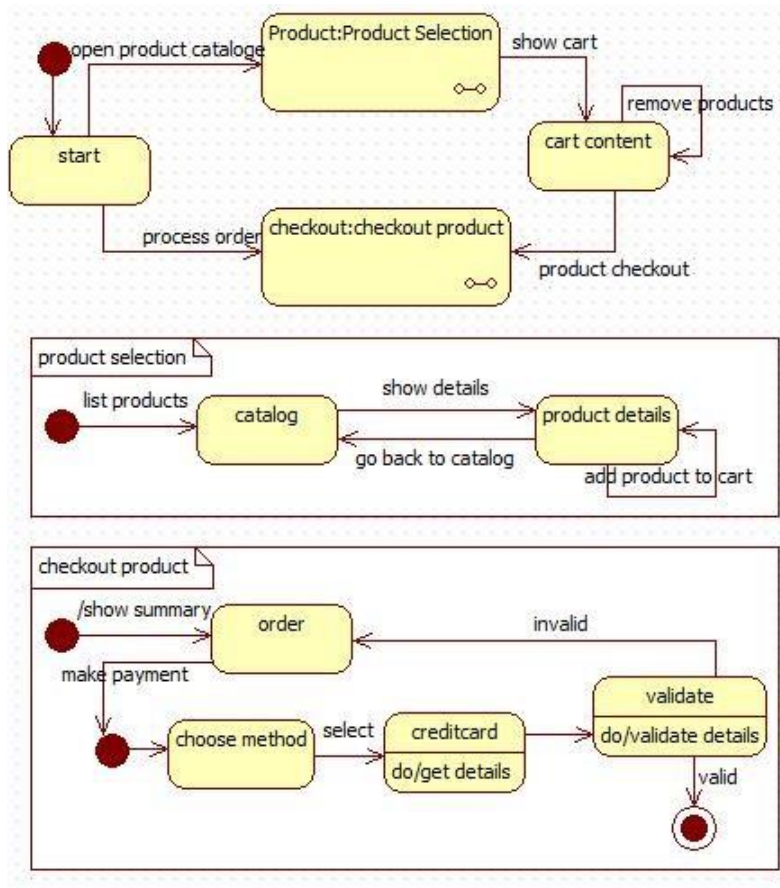 open product cataloge
Product:Product Selection
show cart
remove products
cart content
start
process order
checkout:checkout product
product checkout
product selection
list products
catalog
show details
product details
go back to catalog
add product to cart
checkout product
/show summary
order
invalid
make payment
choose method
select
creditcard
do/get details
validate
do/validate details
valid